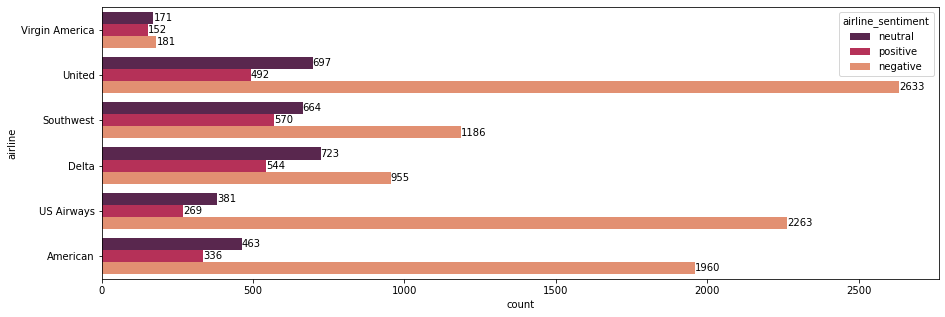 airline_sentiment
neutral
positive
negative
airline
Virgin America
171
152
181
United
697
492
2633
Southwest
664
570
1186
Delta
723
544
955
US Airways
381
269
2263
American
463
336
1960
0 500 1000 1500 2000 2500
count